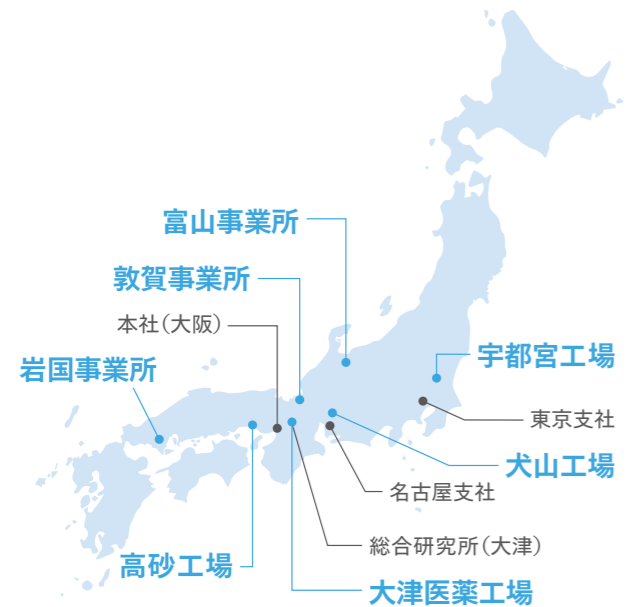 富山事業所
敦賀事業所
本社（大阪）
岩国事業所
宇都宮工場
東京支社
犬山工場
名古屋支社
総合研究所（大津）
高砂工場
大津医薬工場